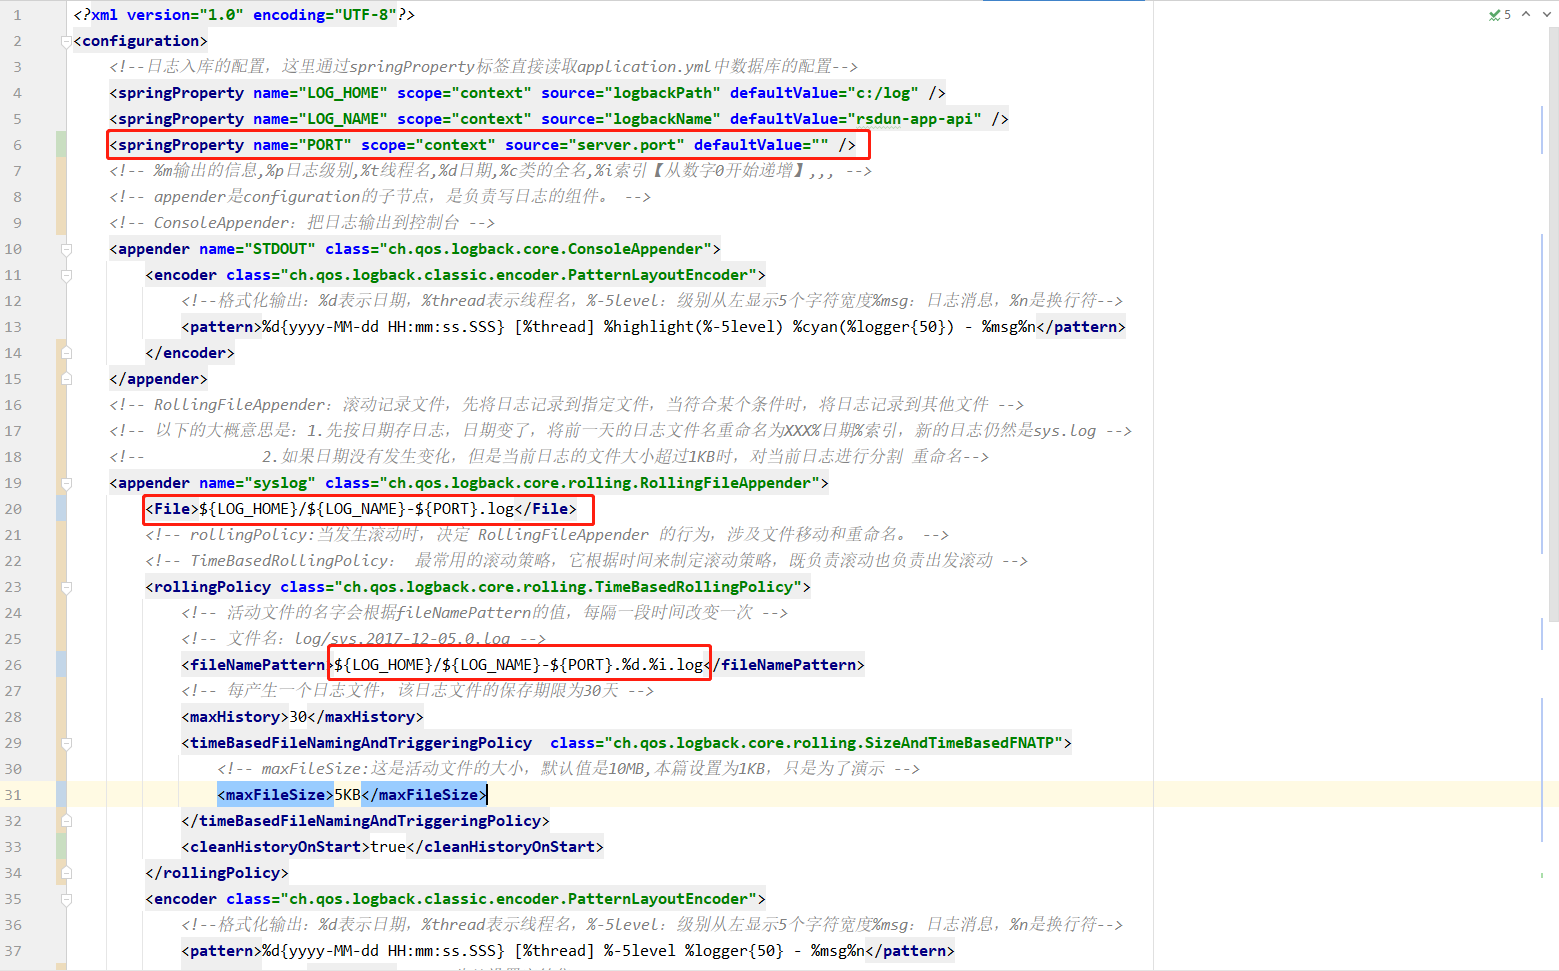 1 <?xml version="1.0" encoding="UTF-8"?>
5
2 <configuration>
3 <!--日志入库的配置，这里通过springProperty标签直接读取application.yml中数据库的配置-->
4 <springProperty name="LOG_HOME" scope="context" source="logbackPath" defaultValue="c:/log" />
5 <springProperty name="LOG_NAME" scope="context" source="logbackName" defaultValue="rsdun-app-api" />
6 <springProperty name="PORT" scope="context" source="server.port" defaultValue="" />
7 <!-- %m输出的信息,%p日志级别,%t线程名,%d日期,%c类的全名,%i索引【从数字0开始递增】,,, -->
8 <!-- appender是configuration的子节点，是负责写日志的组件。 -->
9 <!-- ConsoleAppender：把日志输出到控制台 -->
10 <appender name="STDOUT" class="ch.qos.logback.core.ConsoleAppender">
11 <encoder class="ch.qos.logback.classic.encoder.PatternLayoutEncoder">
12 <!--格式化输出：%d表示日期，%thread表示线程名，%-5level：级别从左显示5个字符宽度%msg：日志消息，%n是换行符-->
13 <pattern>%d{yyyy-MM-dd HH:mm:ss.SSS} [%thread] %highlight(%-5level) %cyan(%logger{50}) - %msg%n</pattern>
14 </encoder>
15 </appender>
16 <!-- RollingFileAppender：滚动记录文件，先将日志记录到指定文件，当符合某个条件时，将日志记录到其他文件 -->
17 <!-- 以下的大概意思是：1.先按日期存日志，日期变了，将前一天的日志文件名重命名为XXX%日期%索引，新的日志仍然是sys.log -->
18 <!-- 2.如果日期没有发生变化，但是当前日志的文件大小超过1KB时，对当前日志进行分割 重命名-->
19 <appender name="syslog" class="ch.qos.logback.core.rolling.RollingFileAppender">
20 <File>${LOG_HOME}/${LOG_NAME}-${PORT}.log</File>
21 <!-- rollingPolicy:当发生滚动时，决定 RollingFileAppender 的行为，涉及文件移动和重命名。 -->
22 <!-- TimeBasedRollingPolicy： 最常用的滚动策略，它根据时间来制定滚动策略，既负责滚动也负责出发滚动 -->
23 <rollingPolicy class="ch.qos.logback.core.rolling.TimeBasedRollingPolicy">
24 <!-- 活动文件的名字会根据fileNamePattern的值，每隔一段时间改变一次 -->
25 <!-- 文件名：log/sys.2017-12-05.0.log -->
26 <fileNamePattern>${LOG_HOME}/${LOG_NAME}-${PORT}.%d.%i.log</fileNamePattern>
27 <!-- 每产生一个日志文件，该日志文件的保存期限为30天 -->
28 <maxHistory>30</maxHistory>
29 <timeBasedFileNamingAndTriggeringPolicy  class="ch.qos.logback.core.rolling.SizeAndTimeBasedFNATP">
30 <!-- maxFileSize:这是活动文件的大小，默认值是10MB,本篇设置为1KB，只是为了演示 -->
31 <maxFileSize>5KB</maxFileSize>
32 </timeBasedFileNamingAndTriggeringPolicy>
33 <cleanHistoryOnStart>true</cleanHistoryOnStart>
34 </rollingPolicy>
35 <encoder class="ch.qos.logback.classic.encoder.PatternLayoutEncoder">
36 <!--格式化输出：%d表示日期，%thread表示线程名，%-5level：级别从左显示5个字符宽度%msg：日志消息，%n是换行符-->
37 <pattern>%d{yyyy-MM-dd HH:mm:ss.SSS} [%thread] %-5level %logger{50} - %msg%n</pattern>